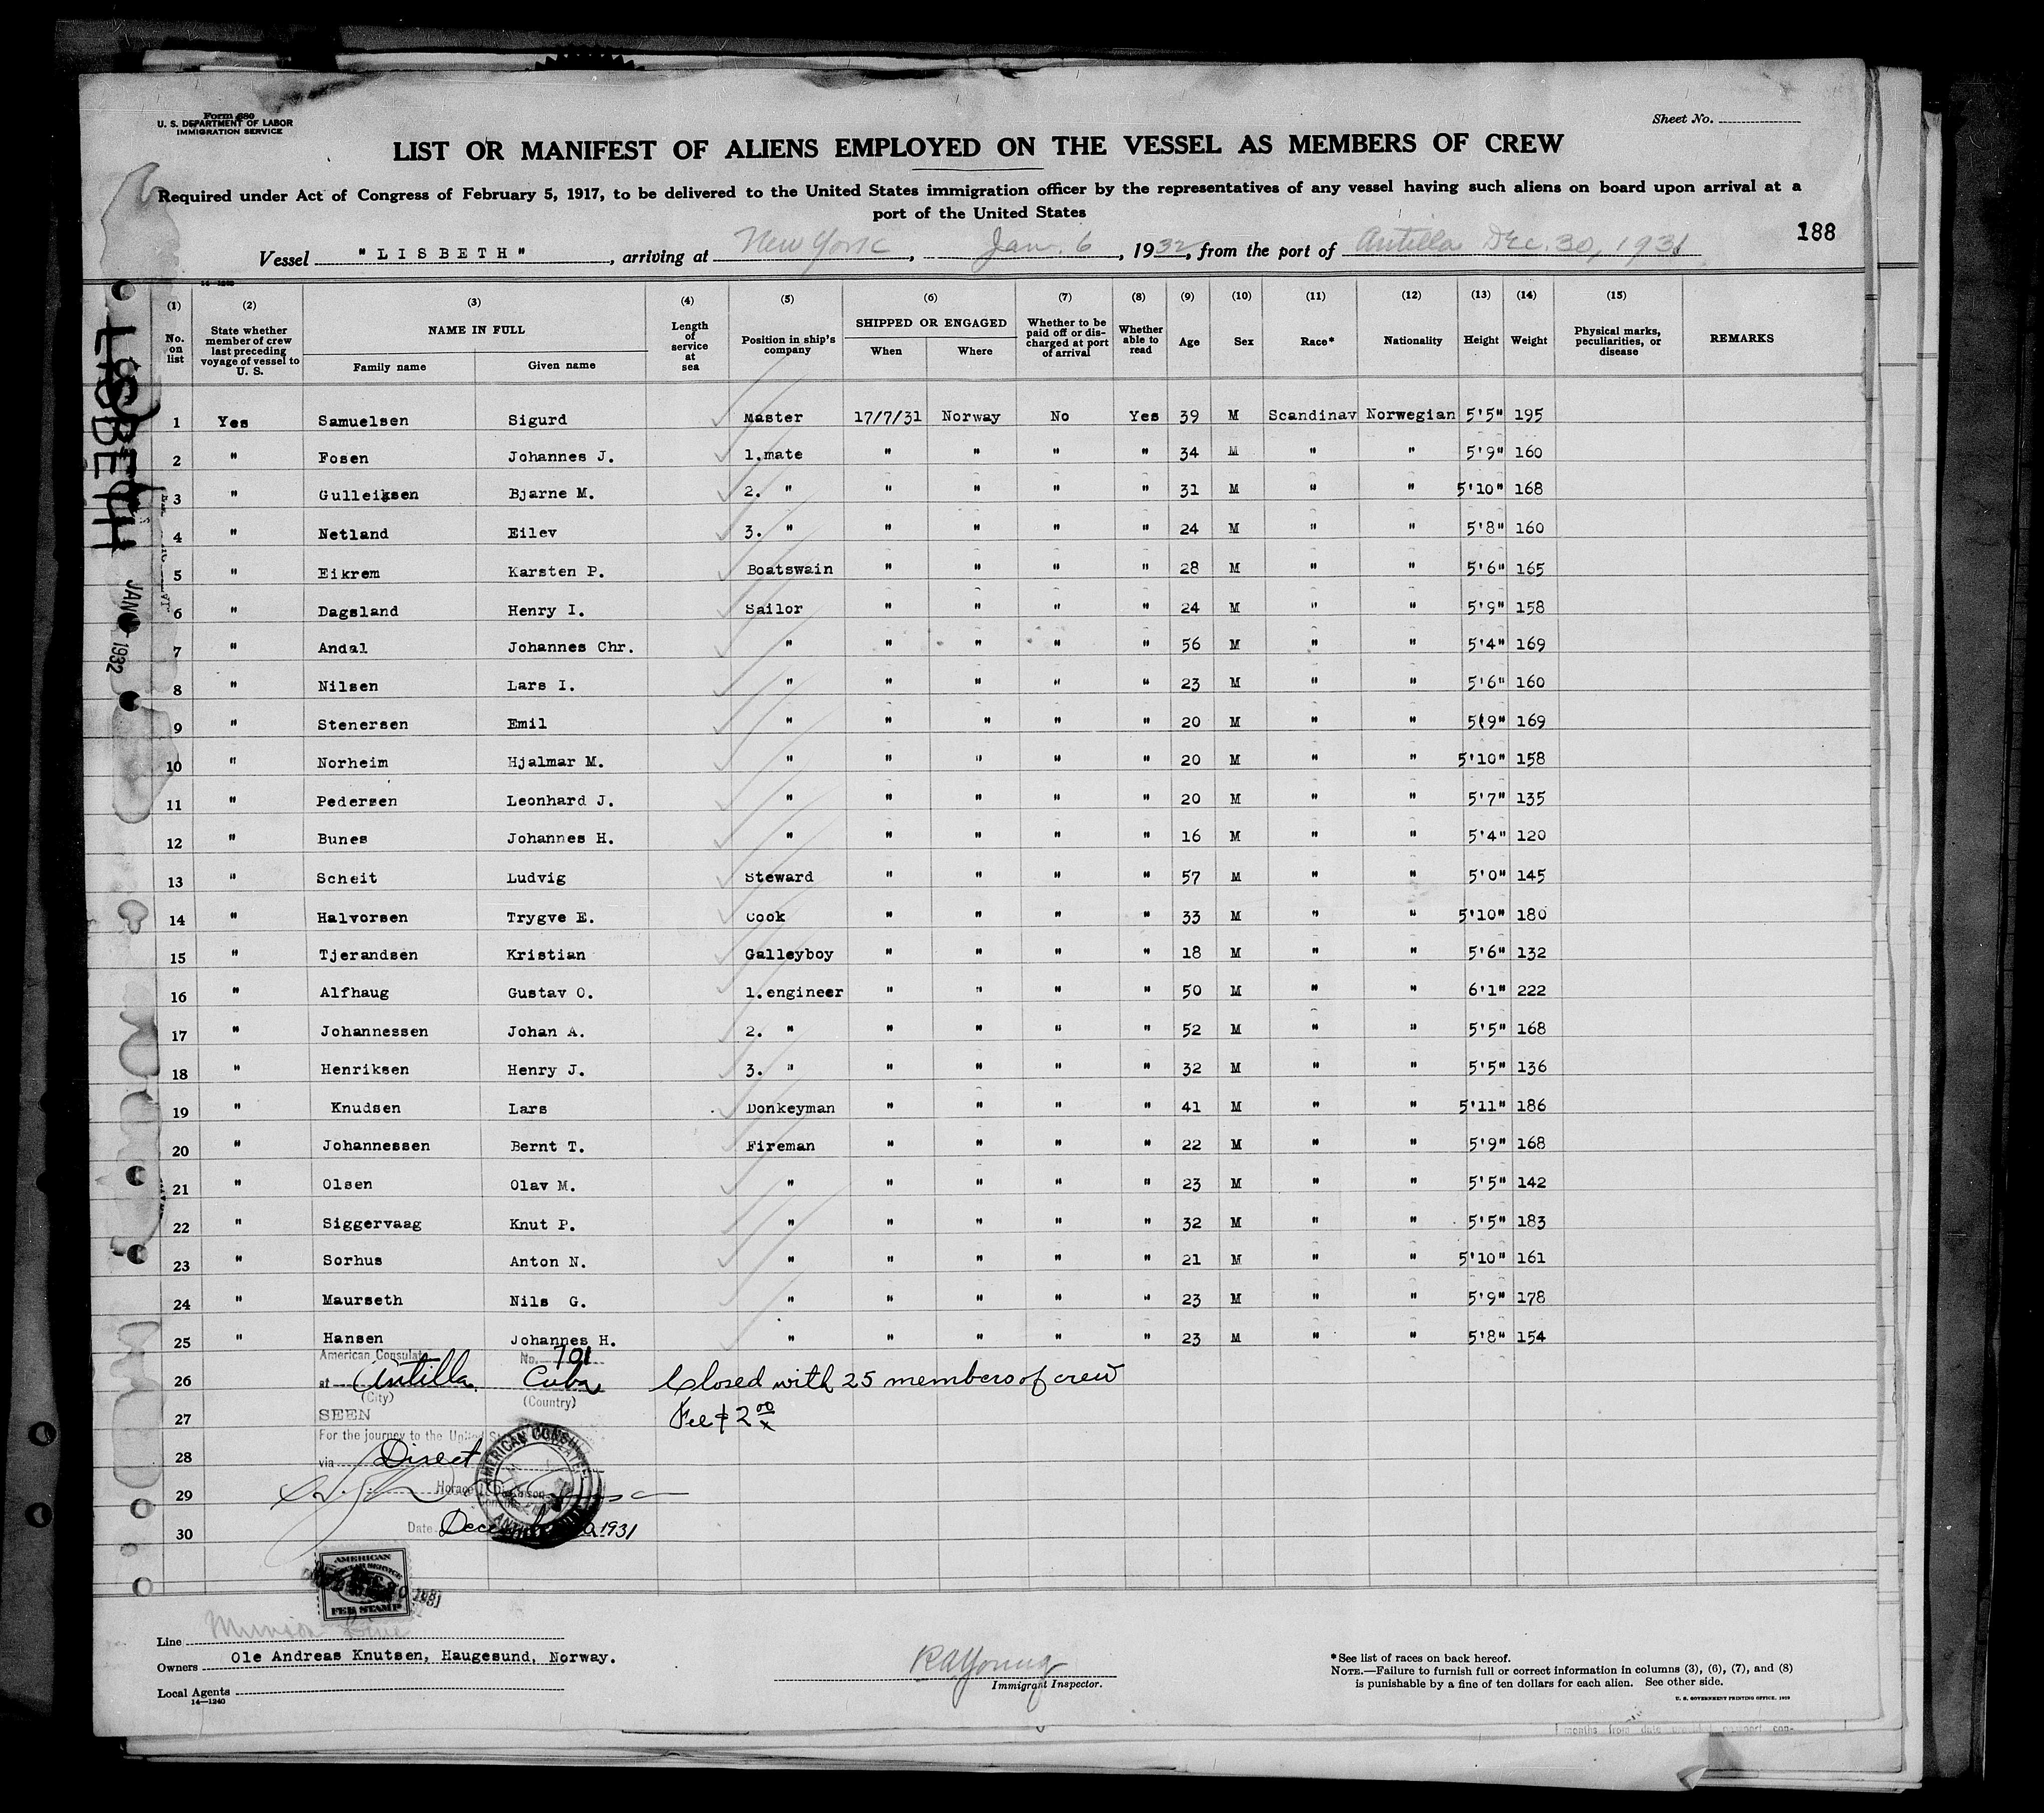 Form 680
U. S. DEPARTMENT OF LABOR
IMMIGRATION SERVICE
Sheet No.
LIST OR MANIFEST OF ALIENS EMPLOYED ON THE VESSEL AS MEMBERS OF CREW
Required under Act of Congress of February 5, 1917, to be delivered to the United States immigration officer by the representatives of any vessel having such aliens on board upon arrival at a
port of the United States
188
Vessel "LISBETH", arriving at New York, Jan. 6, 1932, from the port of Antilla Dec. 30, 1931
14—1240
(1) (2) (3) (4) (5) (6) (7) (8) (9) (10) (11) (12) (13) (14) (15)
No. on list | State whether member of crew last preceding voyage of vessel to U. S. | NAME IN FULL | Family name | Given name | Length of service at sea | Position in ship's company | SHIPPED OR ENGAGED | When | Where | Whether to be paid off or discharged at port of arrival | Whether able to read | Age | Sex | Race* | Nationality | Height | Weight | Physical marks, peculiarities, or disease | REMARKS
1 Yes Samuelsen Sigurd Master 17/7/31 Norway No Yes 39 M Scandinav Norwegian 5'5" 195
2 " Fosen Johannes J. 1.mate " " " " 34 M " " 5'9" 160
3 " Gulleiksen Bjarne M. 2. " " " " " 31 M " " 5'10" 168
4 " Netland Eilev 3. " " " " " 24 M " " 5'8" 160
5 " Eikrem Karsten P. Boatswain " " " " 28 M " " 5'6" 165
6 " Dagsland Henry I. Sailor " " " " 24 M " " 5'9" 158
7 " Andal Johannes Chr. " " " " " 56 M " " 5'4" 169
8 " Nilsen Lars I. " " " " " 23 M " " 5'6" 160
9 " Stenersen Emil " " " " " 20 M " " 5(9" 169
10 " Norheim Hjalmar M. " " " " " 20 M " " 5'10" 158
11 " Pedersen Leonhard J. " " " " " 20 M " " 5'7" 135
12 " Bunes Johannes H. " " " " " 16 M " " 5'4" 120
13 " Scheit Ludvig Steward " " " " 57 M " " 5'0" 145
14 " Halvorsen Trygve E. Cook " " " " 33 M " " 5'10" 180
15 " Tjerandsen Kristian Galleyboy " " " " 18 M " " 5'6" 132
16 " Alfhaug Gustav O. 1.engineer " " " " 50 M " " 6'1" 222
17 " Johannessen Johan A. 2. " " " " " 52 M " " 5'5" 168
18 " Henriksen Henry J. 3. " " " " " 32 M " " 5'5" 136
19 " Knudsen Lars Donkeyman " " " " 41 M " " 5'11" 186
20 " Johannessen Bernt T. Fireman " " " " 22 M " " 5'9" 168
21 " Olsen Olav M. " " " " " 23 M " " 5'5" 142
22 " Siggervaag Knut P. " " " " " 32 M " " 5'5" 183
23 " Sorhus Anton N. " " " " " 21 M " " 5'10" 161
24 " Maurseth Nils G. " " " " " 23 M " " 5'9" 178
25 " Hansen Johannes H. " " " " " 23 M " " 5'8" 154
American Consulate No. 701
26 at Antilla Cuba Closed with 25 members of crew
(City) (Country)
27 SEEN Fee $2.00
For the journey to the United
28 via Direct
29
30 Date 1931
AMERICAN
FEE STAMP
LISBETH
JAN 1932
Line Munson Line
Owners Ole Andreas Knutsen, Haugesund, Norway.
Local Agents
14—1240
RAYoung
Immigrant Inspector.
*See list of races on back hereof.
NOTE.—Failure to furnish full or correct information in columns (3), (6), (7), and (8)
is punishable by a fine of ten dollars for each alien. See other side.
U. S. GOVERNMENT PRINTING OFFICE. 1929